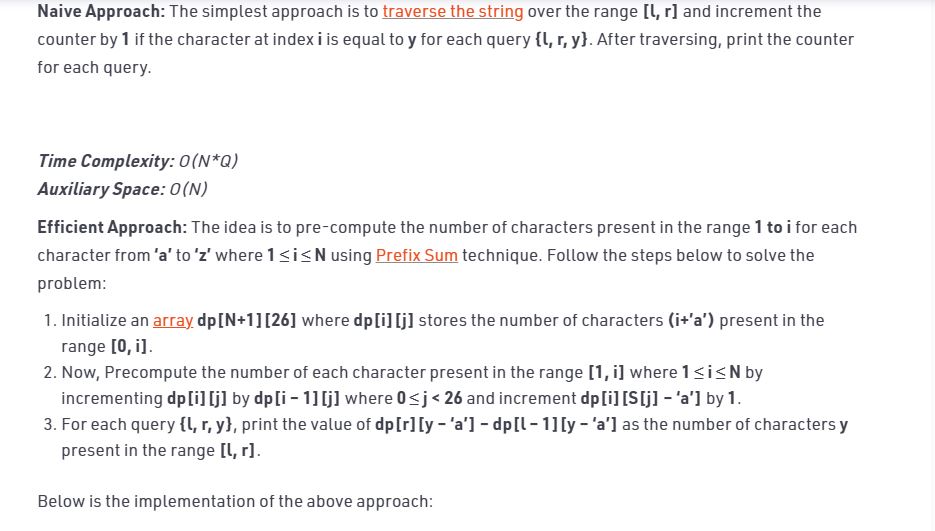 Naive Approach: The simplest approach is to traverse the string over the range [l, r] and increment the
counter by 1 if the character at index i is equal to y for each query {l, r, y}. After traversing, print the counter
for each query.
Time Complexity: O(N*Q)
Auxiliary Space: O(N)
Efficient Approach: The idea is to pre-compute the number of characters present in the range 1 to i for each
character from ‘a’ to ‘z’ where 1 ≤ i ≤ N using Prefix Sum technique. Follow the steps below to solve the
problem:
1. Initialize an array dp[N+1][26] where dp[i][j] stores the number of characters (i+‘a’) present in the
range [0, i].
2. Now, Precompute the number of each character present in the range [1, i] where 1 ≤ i ≤ N by
incrementing dp[i][j] by dp[i – 1][j] where 0 ≤ j < 26 and increment dp[i][S[j] – ‘a’] by 1.
3. For each query {l, r, y}, print the value of dp[r][y – ‘a’] – dp[l – 1][y – ‘a’] as the number of characters y
present in the range [l, r].
Below is the implementation of the above approach: